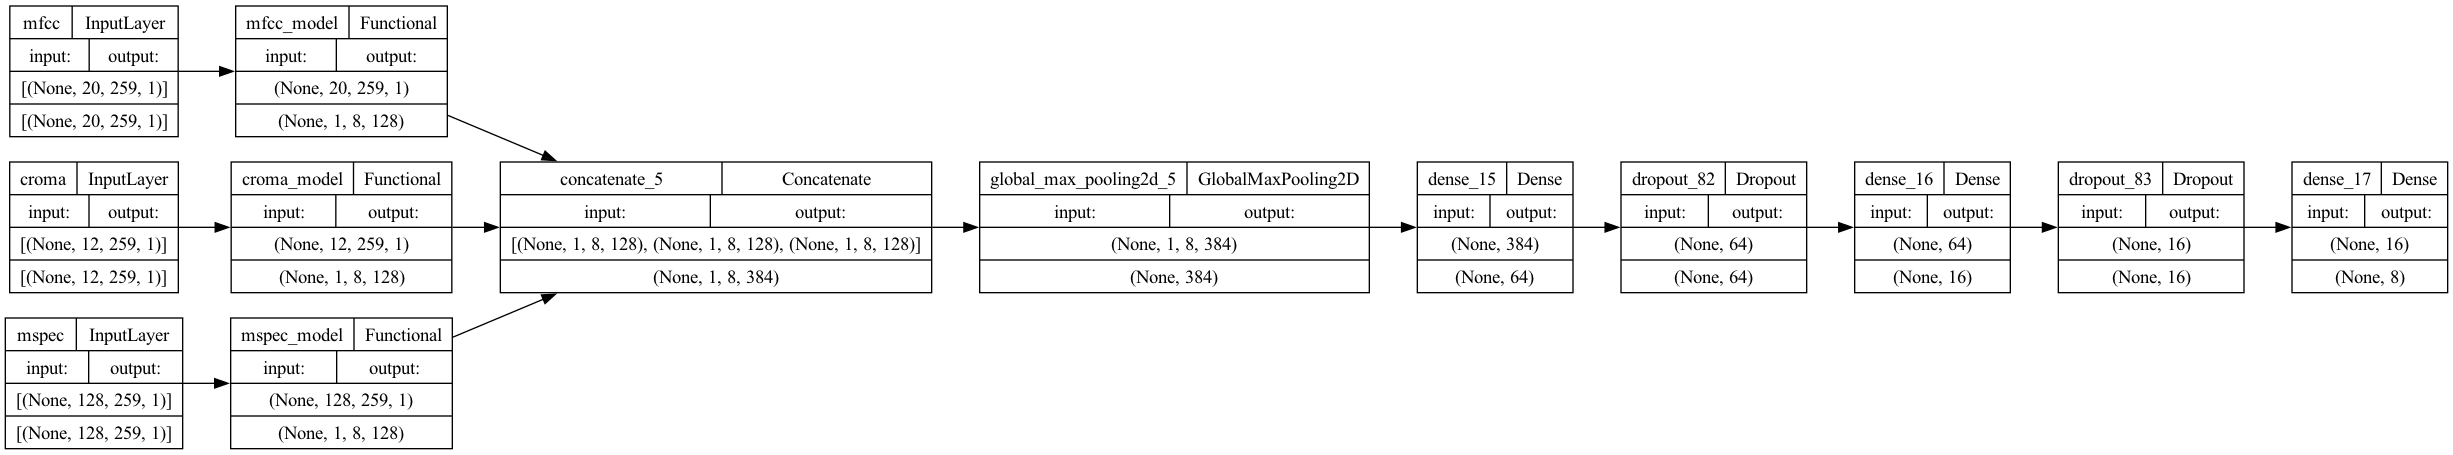 mfcc InputLayer
input: output:
[(None, 20, 259, 1)]
[(None, 20, 259, 1)]
mfcc_model Functional
input: output:
(None, 20, 259, 1)
(None, 1, 8, 128)
croma InputLayer
input: output:
[(None, 12, 259, 1)]
[(None, 12, 259, 1)]
croma_model Functional
input: output:
(None, 12, 259, 1)
(None, 1, 8, 128)
mspec InputLayer
input: output:
[(None, 128, 259, 1)]
[(None, 128, 259, 1)]
mspec_model Functional
input: output:
(None, 128, 259, 1)
(None, 1, 8, 128)
concatenate_5 Concatenate
input: output:
[(None, 1, 8, 128), (None, 1, 8, 128), (None, 1, 8, 128)]
(None, 1, 8, 384)
global_max_pooling2d_5 GlobalMaxPooling2D
input: output:
(None, 1, 8, 384)
(None, 384)
dense_15 Dense
input: output:
(None, 384)
(None, 64)
dropout_82 Dropout
input: output:
(None, 64)
(None, 64)
dense_16 Dense
input: output:
(None, 64)
(None, 16)
dropout_83 Dropout
input: output:
(None, 16)
(None, 16)
dense_17 Dense
input: output:
(None, 16)
(None, 8)